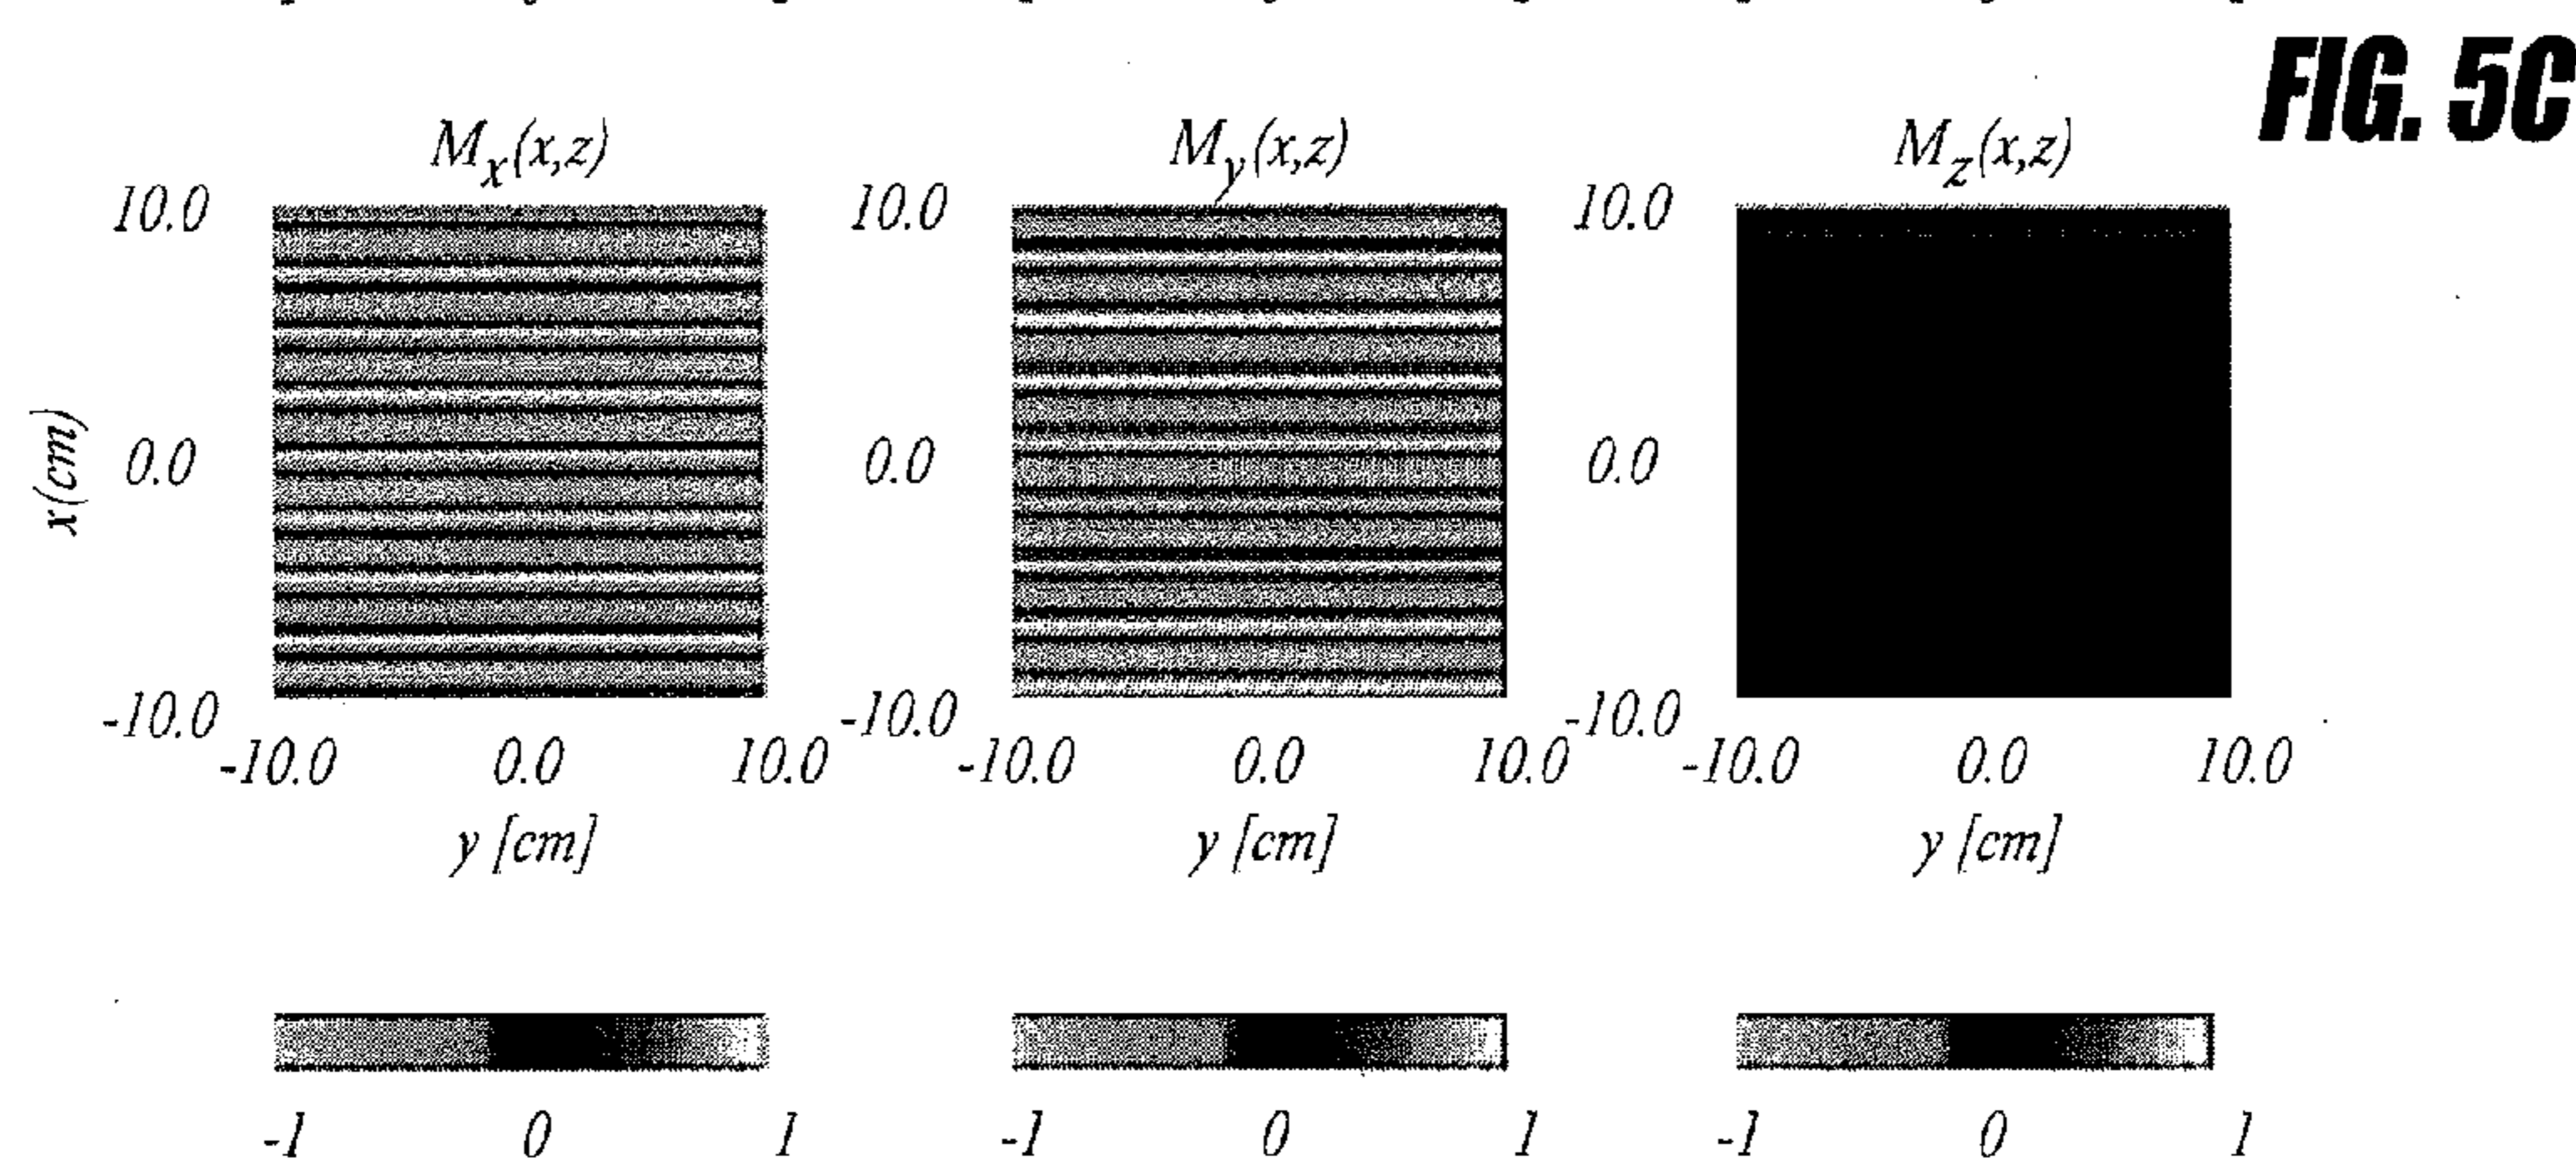 FIG. 5C
Mx(x,z) My(x,z) Mz(x,z)
10.0 10.0 10.0
x(cm) 0.0 0.0 0.0
-10.0 -10.0 -10.0
-10.0 0.0 10.0 -10.0 0.0 10.0 -10.0 0.0 10.0
y [cm] y [cm] y [cm]
-1 0 1 -1 0 1 -1 0 1